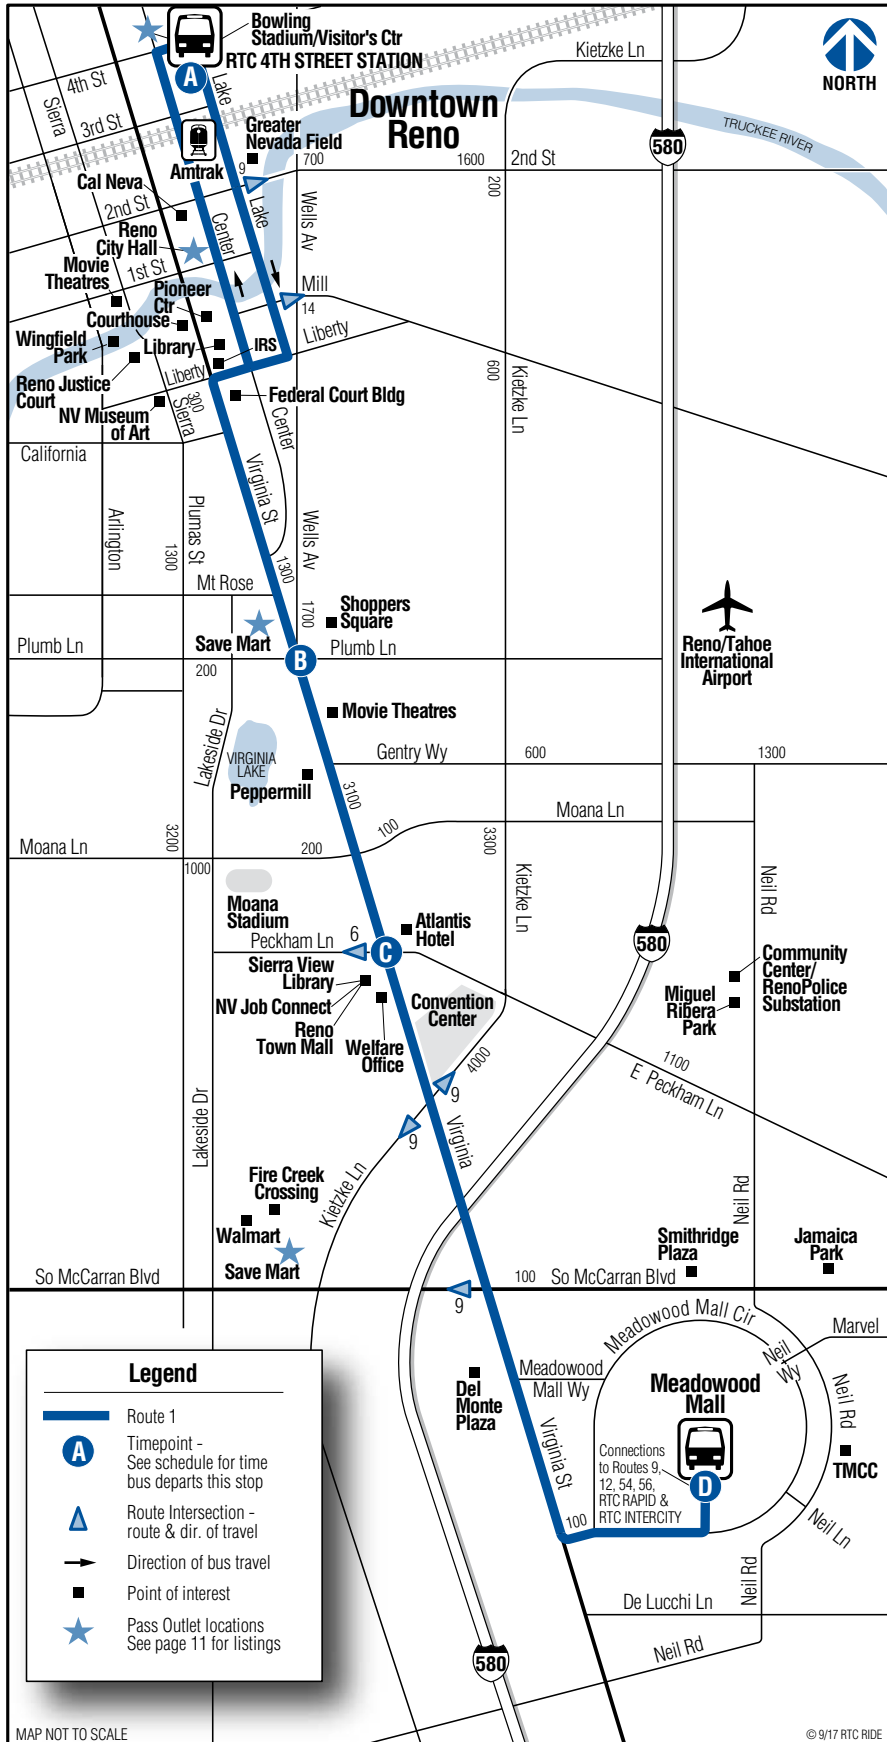 Bowling
Stadium/Visitor's Ctr
RTC 4TH STREET STATION
A
4th St
Sierra
3rd St
Lake
Kietzke Ln
NORTH
Downtown
Reno
580
TRUCKEE RIVER
Amtrak
Greater
Nevada Field
9
700
1600
2nd St
200
Cal Neva
2nd St
Lake
Center
Wells Av
Reno
City Hall
Movie
Theatres
1st St
Pioneer
Ctr
Courthouse
Mill
14
Liberty
Wingfield
Park
Library
IRS
Reno Justice
Court
Liberty
600
Kietzke Ln
NV Museum
of Art
300
Sierra
Federal Court Bldg
Center
California
Virginia St
Arlington
Plumas St
1300
Wells Av
1300
Mt Rose
1700
Shoppers
Square
Save Mart
Plumb Ln
200
B
Plumb Ln
Reno/Tahoe
International
Airport
Lakeside Dr
Movie Theatres
VIRGINIA
LAKE
Gentry Wy
600
1300
Peppermill
3100
Moana Ln
3200
1000
200
100
3300
Moana Ln
Kietzke Ln
Neil Rd
Moana
Stadium
Atlantis
Hotel
Peckham Ln
6
C
580
Sierra View
Library
NV Job Connect
Reno
Town Mall
Welfare
Office
Convention
Center
Community
Center/
RenoPolice
Substation
Miguel
Ribera
Park
4000
1100
E Peckham Ln
9
9
Lakeside Dr
Virginia
Kietzke Ln
Fire Creek
Crossing
Walmart
Save Mart
Neil Rd
Smithridge
Plaza
Jamaica
Park
So McCarran Blvd
9
100
So McCarran Blvd
Meadowood Mall Cir
Marvel
Neil
Wy
Meadowood
Mall Wy
Del
Monte
Plaza
Meadowood
Mall
Neil Rd
TMCC
Virginia St
Connections
to Routes 9,
12, 54, 56,
RTC RAPID &
RTC INTERCITY
D
100
Neil Ln
Neil Rd
De Lucchi Ln
Neil Rd
580
Legend
Route 1
A
Timepoint -
See schedule for time
bus departs this stop
Route Intersection -
route & dir. of travel
Direction of bus travel
Point of interest
Pass Outlet locations
See page 11 for listings
MAP NOT TO SCALE
© 9/17 RTC RIDE